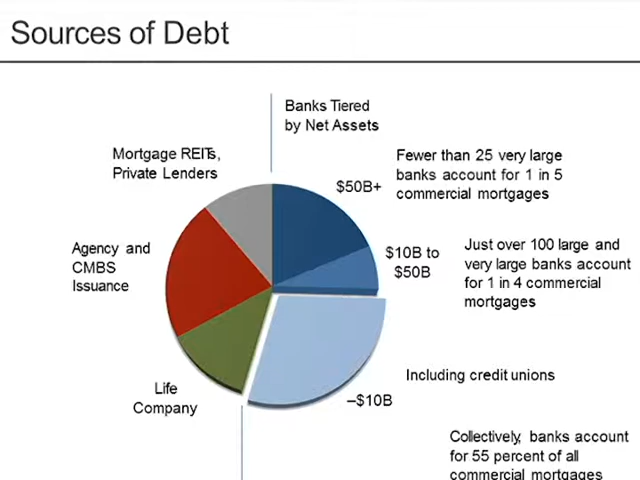 Sources of Debt
Banks Tiered
by Net Assets
Mortgage REITs,
Private Lenders
$50B+
Fewer than 25 very large
banks account for 1 in 5
commercial mortgages
Agency and
CMBS
Issuance
$10B to
$50B
Just over 100 large and
very large banks account
for 1 in 4 commercial
mortgages
Life
Company
–$10B
Including credit unions
Collectively, banks account
for 55 percent of all
commercial mortgages